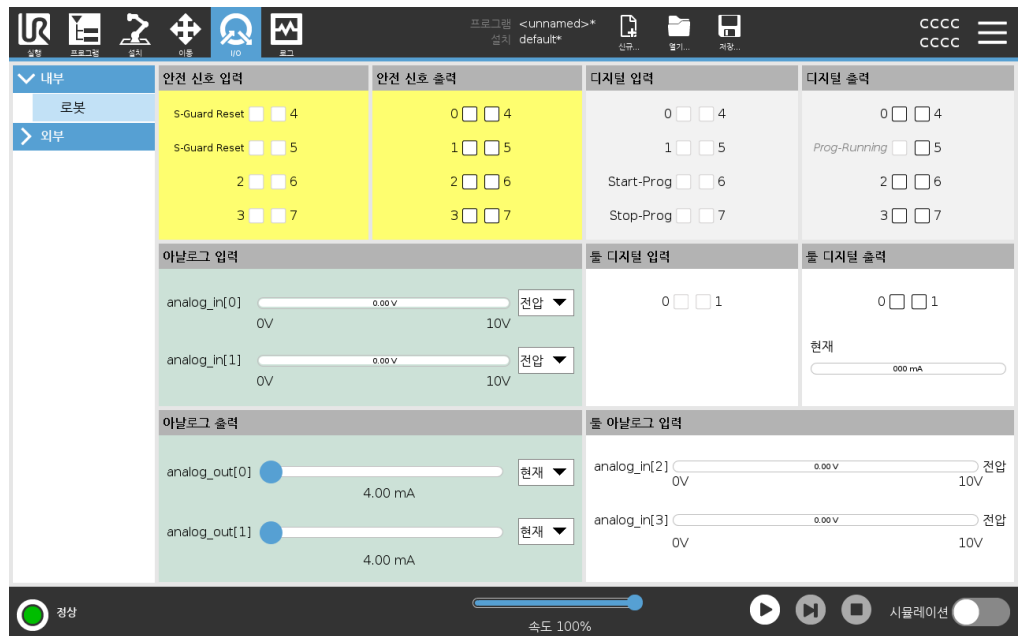 UR
프로그램 <unnamed>*
설치 default*
CCCC
CCCC
실행 프로그램 설치 이동 I/O 로그
신규... 열기... 저장...
내부
로봇
외부
안전 신호 입력
S-Guard Reset 4
S-Guard Reset 5
2 6
3 7
안전 신호 출력
0 4
1 5
2 6
3 7
디지털 입력
0 4
1 5
Start-Prog 6
Stop-Prog 7
디지털 출력
0 4
Prog-Running 5
2 6
3 7
아날로그 입력
analog_in[0] 0.00 V 전압
0V 10V
analog_in[1] 0.00 V 전압
0V 10V
툴 디지털 입력
0 1
툴 디지털 출력
0 1
현재
000 mA
아날로그 출력
analog_out[0] 현재
4.00 mA
analog_out[1] 현재
4.00 mA
툴 아날로그 입력
analog_in[2] 0.00 V 전압
0V 10V
analog_in[3] 0.00 V 전압
0V 10V
정상
속도 100%
시뮬레이션